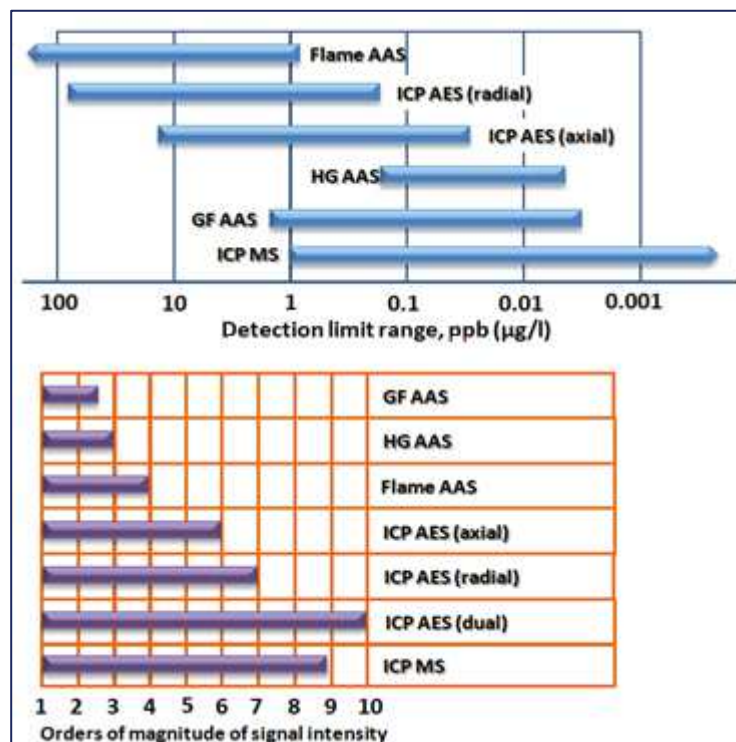 Flame AAS
ICP AES (radial)
ICP AES (axial)
HG AAS
GF AAS
ICP MS
100 10 1 0.1 0.01 0.001
Detection limit range, ppb (µg/l)
GF AAS
HG AAS
Flame AAS
ICP AES (axial)
ICP AES (radial)
ICP AES (dual)
ICP MS
1 2 3 4 5 6 7 8 9 10
Orders of magnitude of signal intensity